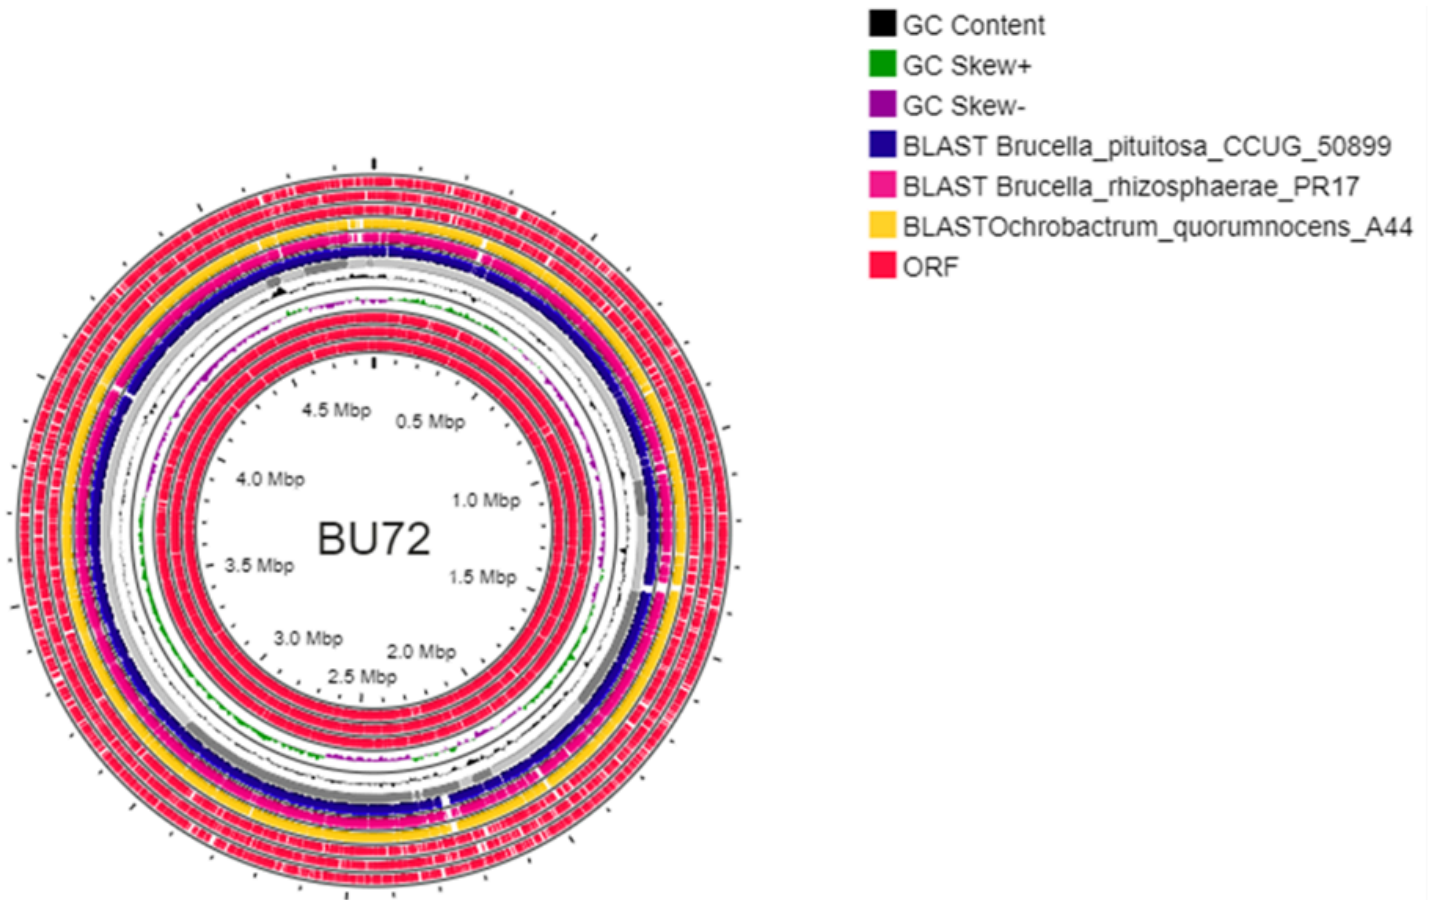 GC Content
GC Skew+
GC Skew-
BLAST Brucella_pituitosa_CCUG_50899
BLAST Brucella_rhizosphaerae_PR17
BLASTOchrobactrum_quorumnocens_A44
ORF
4.5 Mbp
0.5 Mbp
4.0 Mbp
1.0 Mbp
BU72
3.5 Mbp
1.5 Mbp
3.0 Mbp
2.0 Mbp
2.5 Mbp